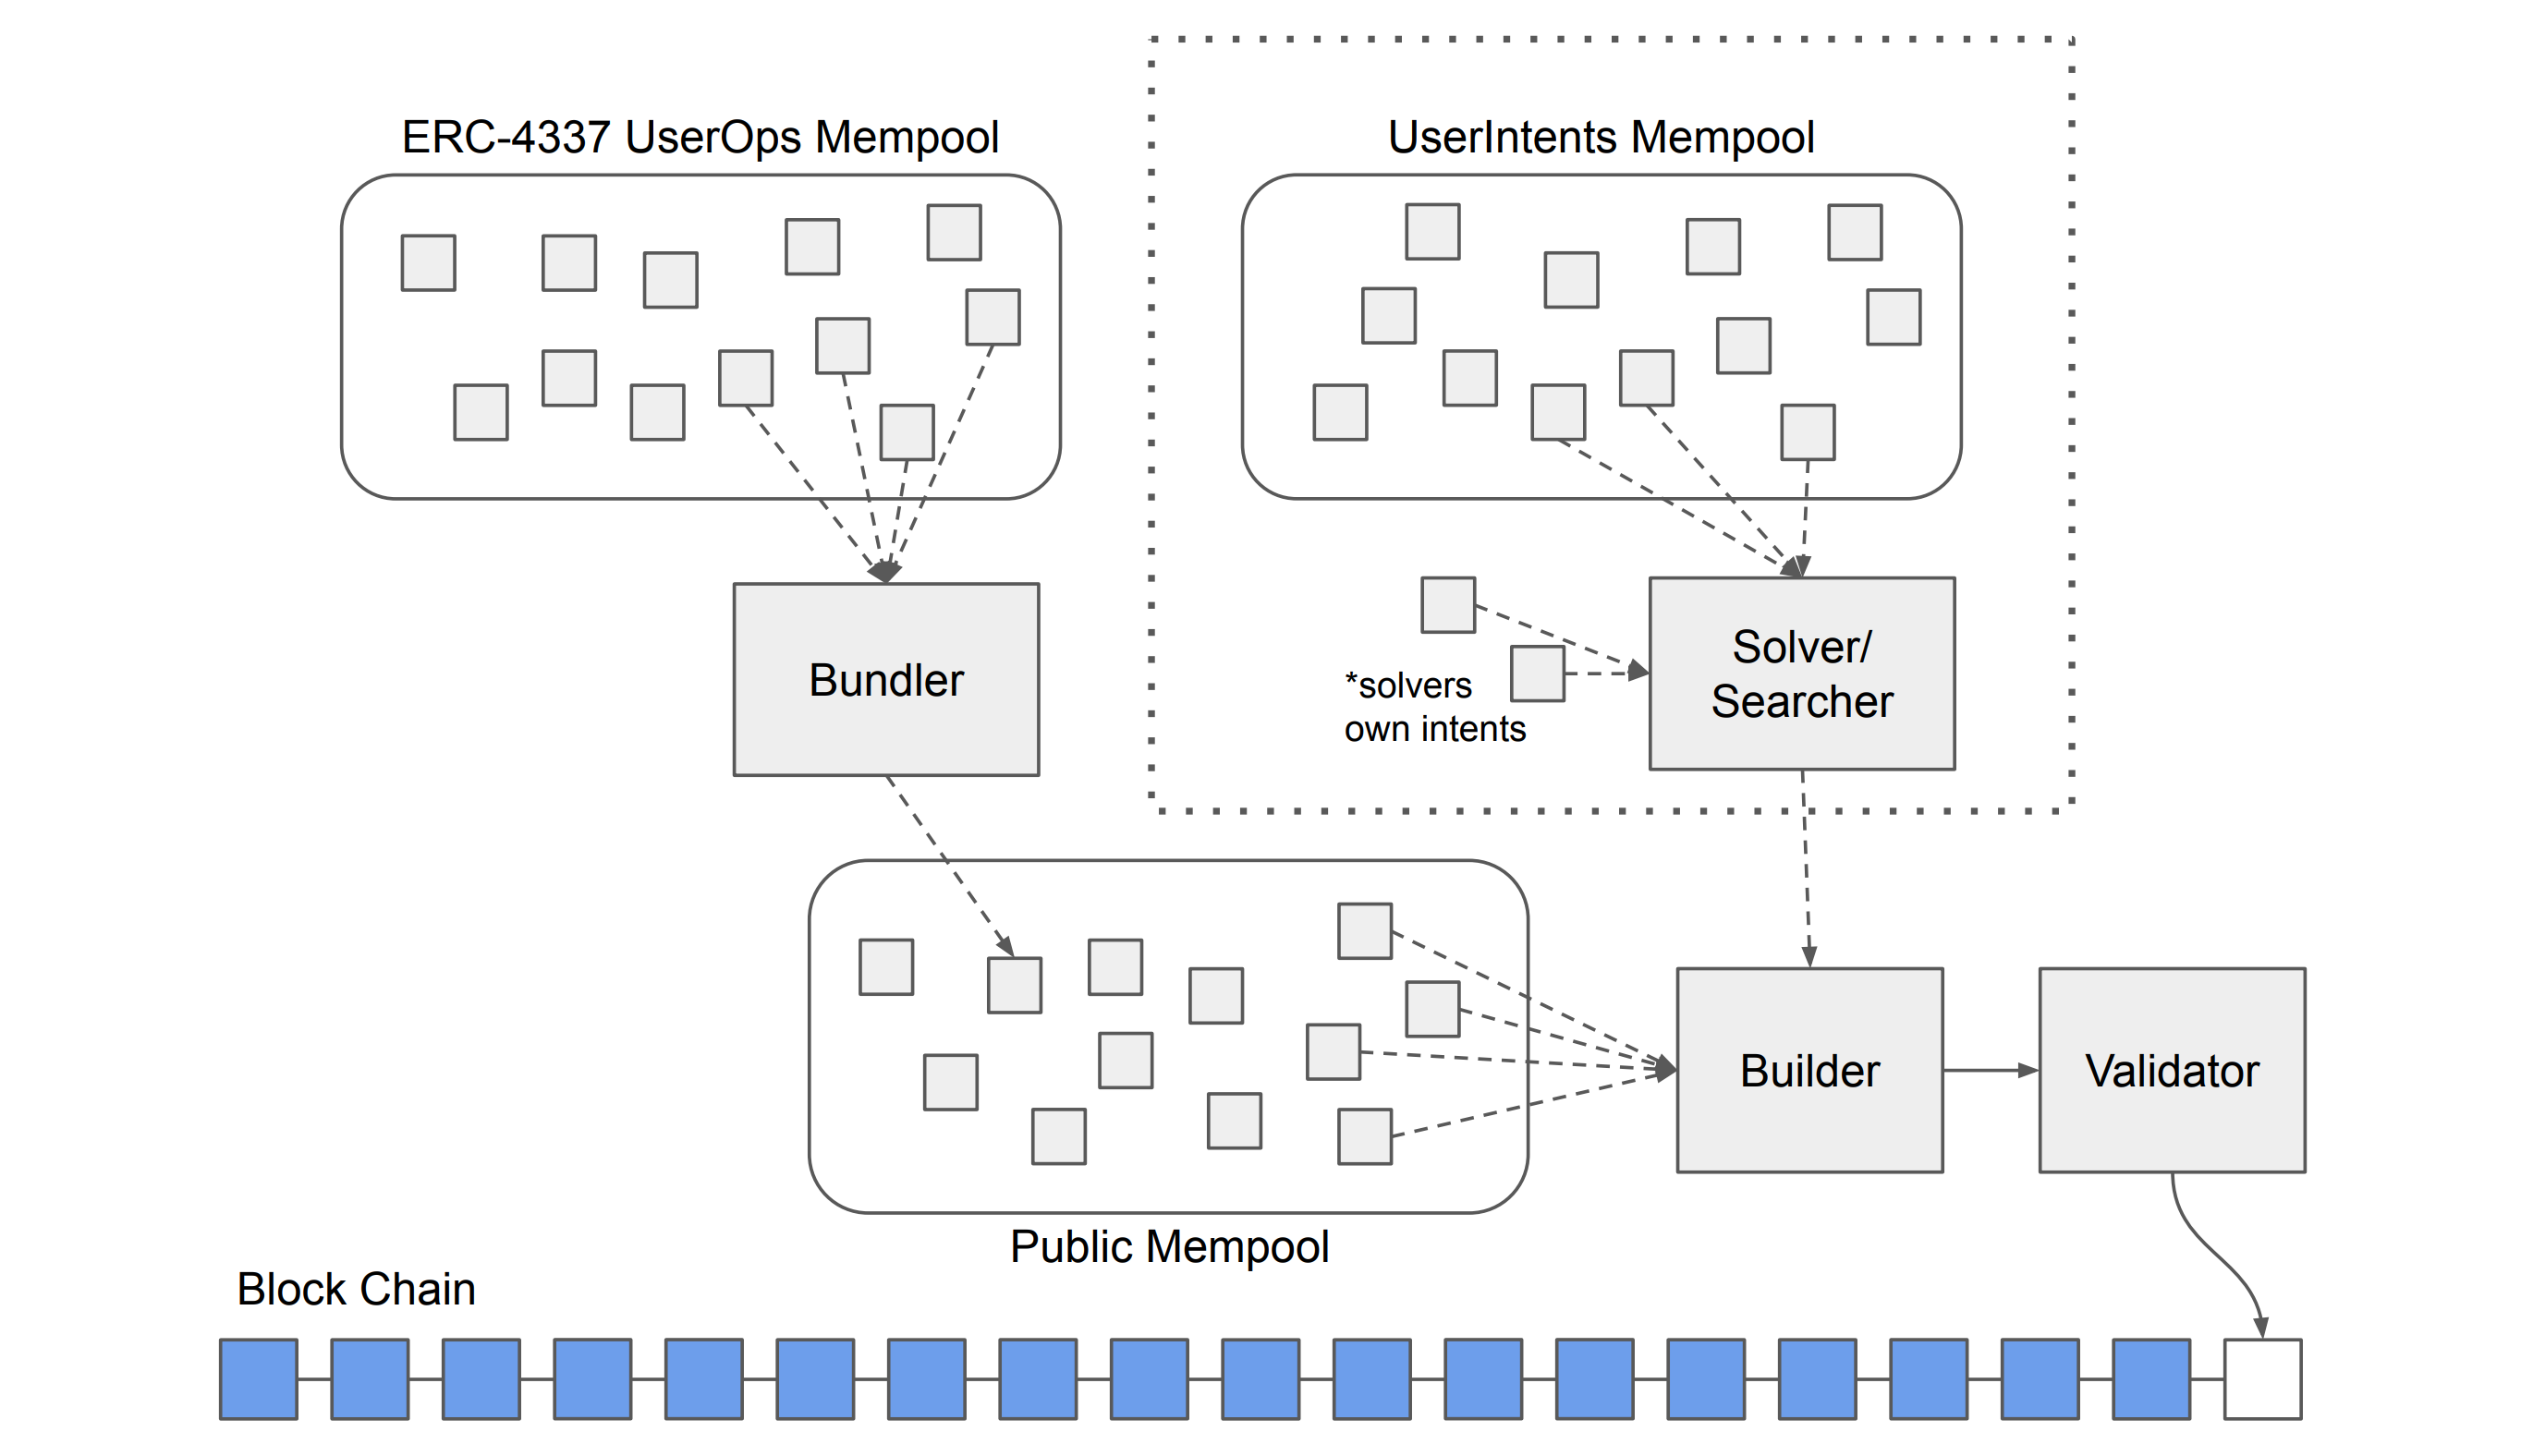 ERC-4337 UserOps Mempool
UserIntents Mempool
Bundler
Solver/
Searcher
*solvers
own intents
Builder
Validator
Public Mempool
Block Chain